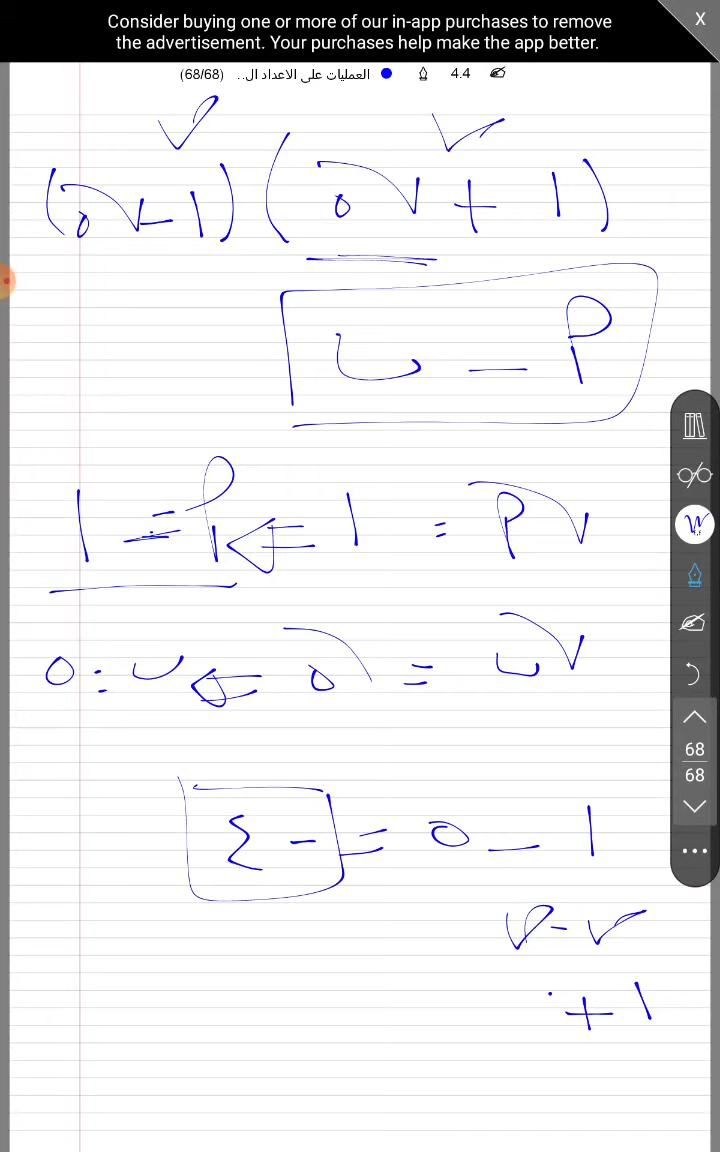 Consider buying one or more of our in-app purchases to remove
the advertisement. Your purchases help make the app better.
X
4.4
العمليات على الاعداد ال.. (68/68)
(١ + √٥) (١ - √٥)
أ - ب
√أ = ١ ⇐ أ = ١
√ب = √٥ ⇐ ب = ٥
١ - ٥ = -٤
١ +
68
68